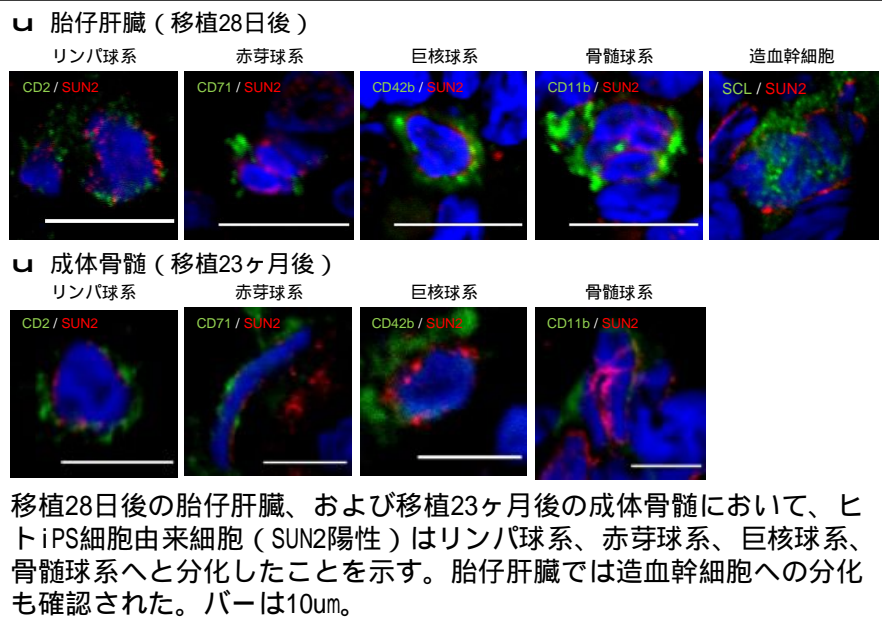 u 胎仔肝臓（移植28日後）
リンパ球系 赤芽球系 巨核球系 骨髄球系 造血幹細胞
CD2 / SUN2 CD71 / SUN2 CD42b / SUN2 CD11b / SUN2 SCL / SUN2
u 成体骨髄（移植23ヶ月後）
リンパ球系 赤芽球系 巨核球系 骨髄球系
CD2 / SUN2 CD71 / SUN2 CD42b / SUN2 CD11b / SUN2
移植28日後の胎仔肝臓、および移植23ヶ月後の成体骨髄において、ヒ
トiPS細胞由来細胞（SUN2陽性）はリンパ球系、赤芽球系、巨核球系、
骨髄球系へと分化したことを示す。胎仔肝臓では造血幹細胞への分化
も確認された。バーは10um。